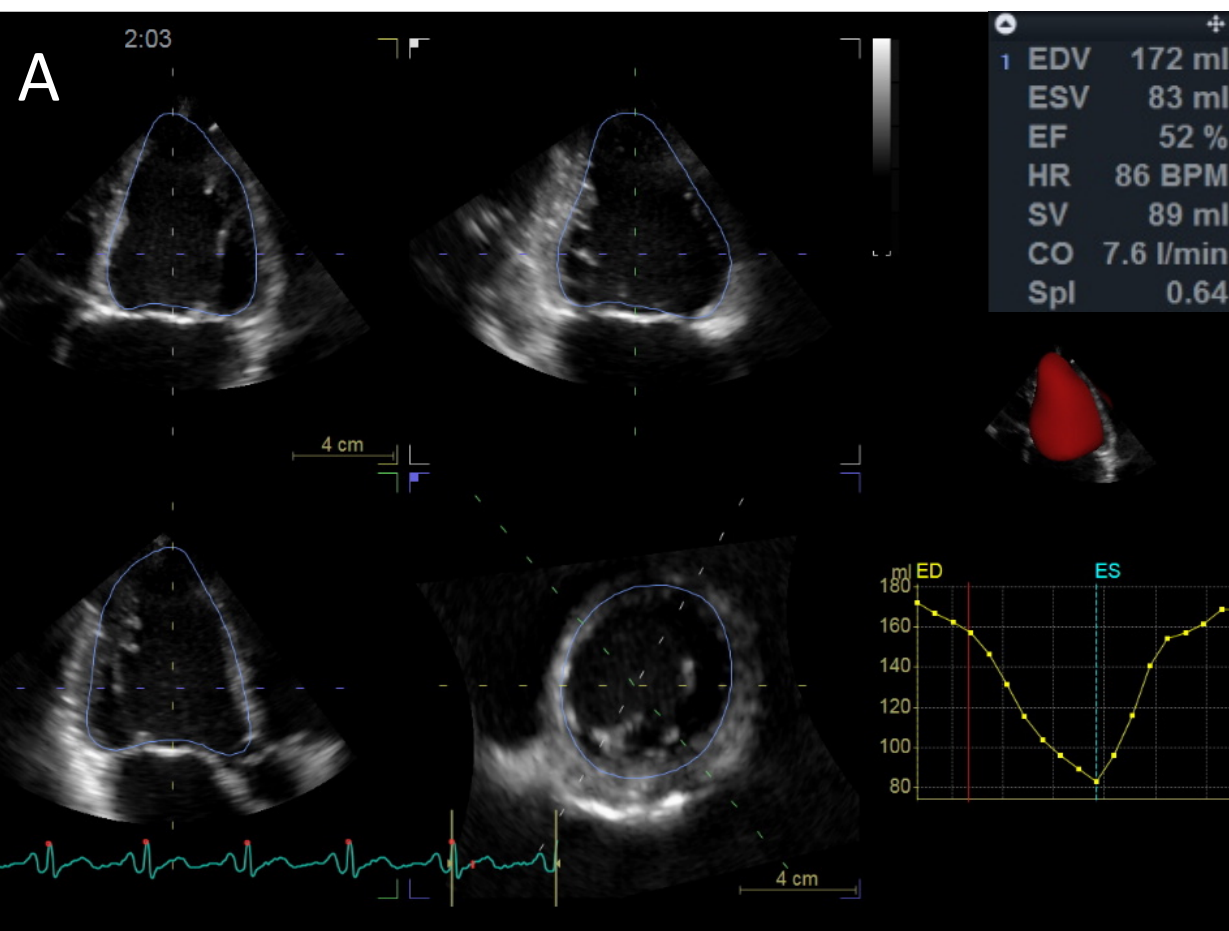 2:03
A
1 EDV 172 ml
ESV 83 ml
EF 52 %
HR 86 BPM
SV 89 ml
CO 7.6 l/min
SpI 0.64
4 cm
ml ED ES
180
160
140
120
100
80
4 cm